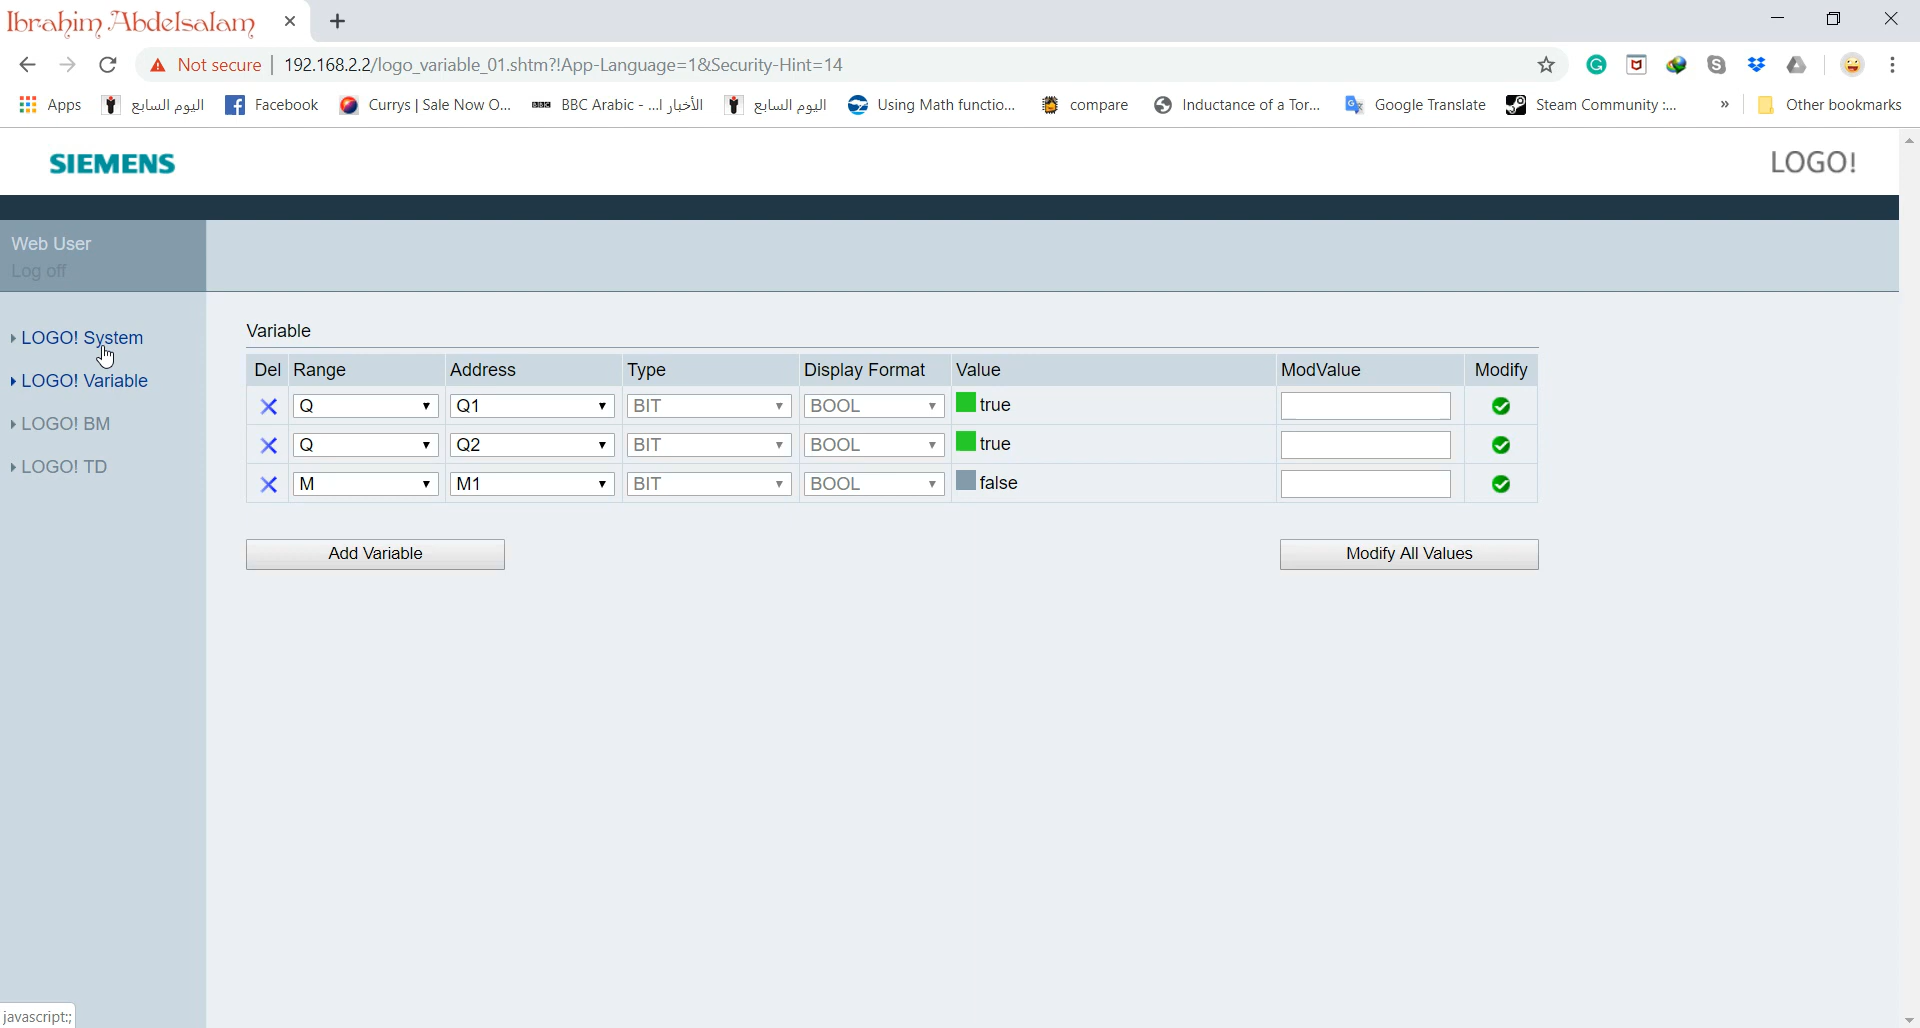 Ibrahim Abdelsalam
Not secure | 192.168.2.2/logo_variable_01.shtm?!App-Language=1&Security-Hint=14
Apps اليوم السابع Facebook Currys | Sale Now O... BBC Arabic - ...الأخبار ا اليوم السابع Using Math functio... compare Inductance of a Tor... Google Translate Steam Community :... » Other bookmarks
SIEMENS LOGO!
Web User
Log off
LOGO! System
LOGO! Variable
LOGO! BM
LOGO! TD
Variable
Del Range Address Type Display Format Value ModValue Modify
Q Q1 BIT BOOL true
Q Q2 BIT BOOL true
M M1 BIT BOOL false
Add Variable Modify All Values
javascript:;